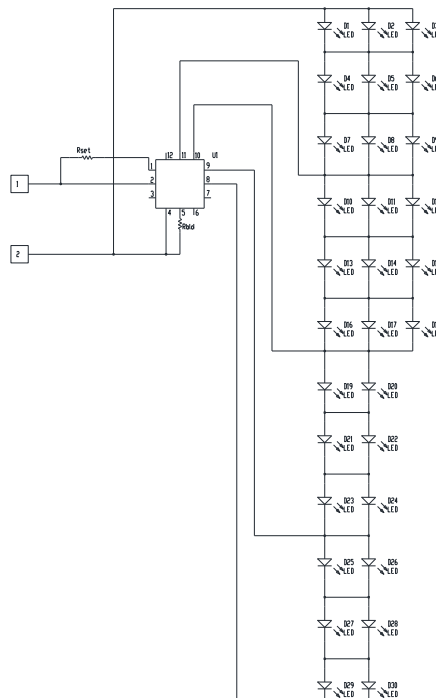 D1
LED
D2
LED
D4
LED
D5
LED
D7
LED
D8
LED
Rset
12
11
10
U1
1
9
1
2
8
3
7
4
5
6
Rbld
2
D10
LED
D11
LED
D13
LED
D14
LED
D16
LED
D17
LED
D19
LED
D20
LED
D21
LED
D22
LED
D23
LED
D24
LED
D25
LED
D26
LED
D27
LED
D28
LED
D29
LED
D30
LED